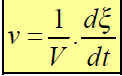 v = 1/V . dξ/dt